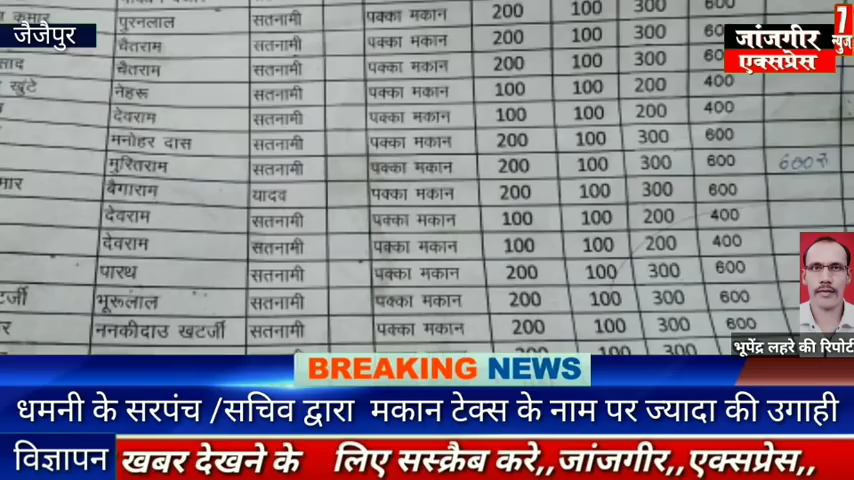 कुमार पुरनलाल सतनामी पक्का मकान 200 100 300 600
जैजैपुर
चैतराम सतनामी पक्का मकान 200 100 300
साद चैतराम सतनामी पक्का मकान 200 100 300
खुंटे नेहरू सतनामी पक्का मकान 100 100 200 400
देवराम सतनामी पक्का मकान 100 100 200 400
मनोहर दास सतनामी पक्का मकान 200 100 300 600
मुरितराम सतनामी पक्का मकान 200 100 300 600
मार बैगाराम यादव पक्का मकान 200 100 300 600
देवराम सतनामी पक्का मकान 100 100 200 400
देवराम सतनामी पक्का मकान 100 100 200 400
पारथ सतनामी पक्का मकान 200 100 300 600
टर्जी भूरूलाल सतनामी पक्का मकान 200 100 300 600
र ननकीदाउ खटर्जी सतनामी पक्का मकान 200 100 300 600
7
न्युज
जांजगीर
एक्सप्रेस
भूपेंद्र लहरे की रिपोर्ट
BREAKING NEWS
धमनी के सरपंच /सचिव द्वारा मकान टेक्स के नाम पर ज्यादा की उगाही
विज्ञापन खबर देखने के लिए सस्क्रैब करे,,जांजगीर,,एक्सप्रेस,,